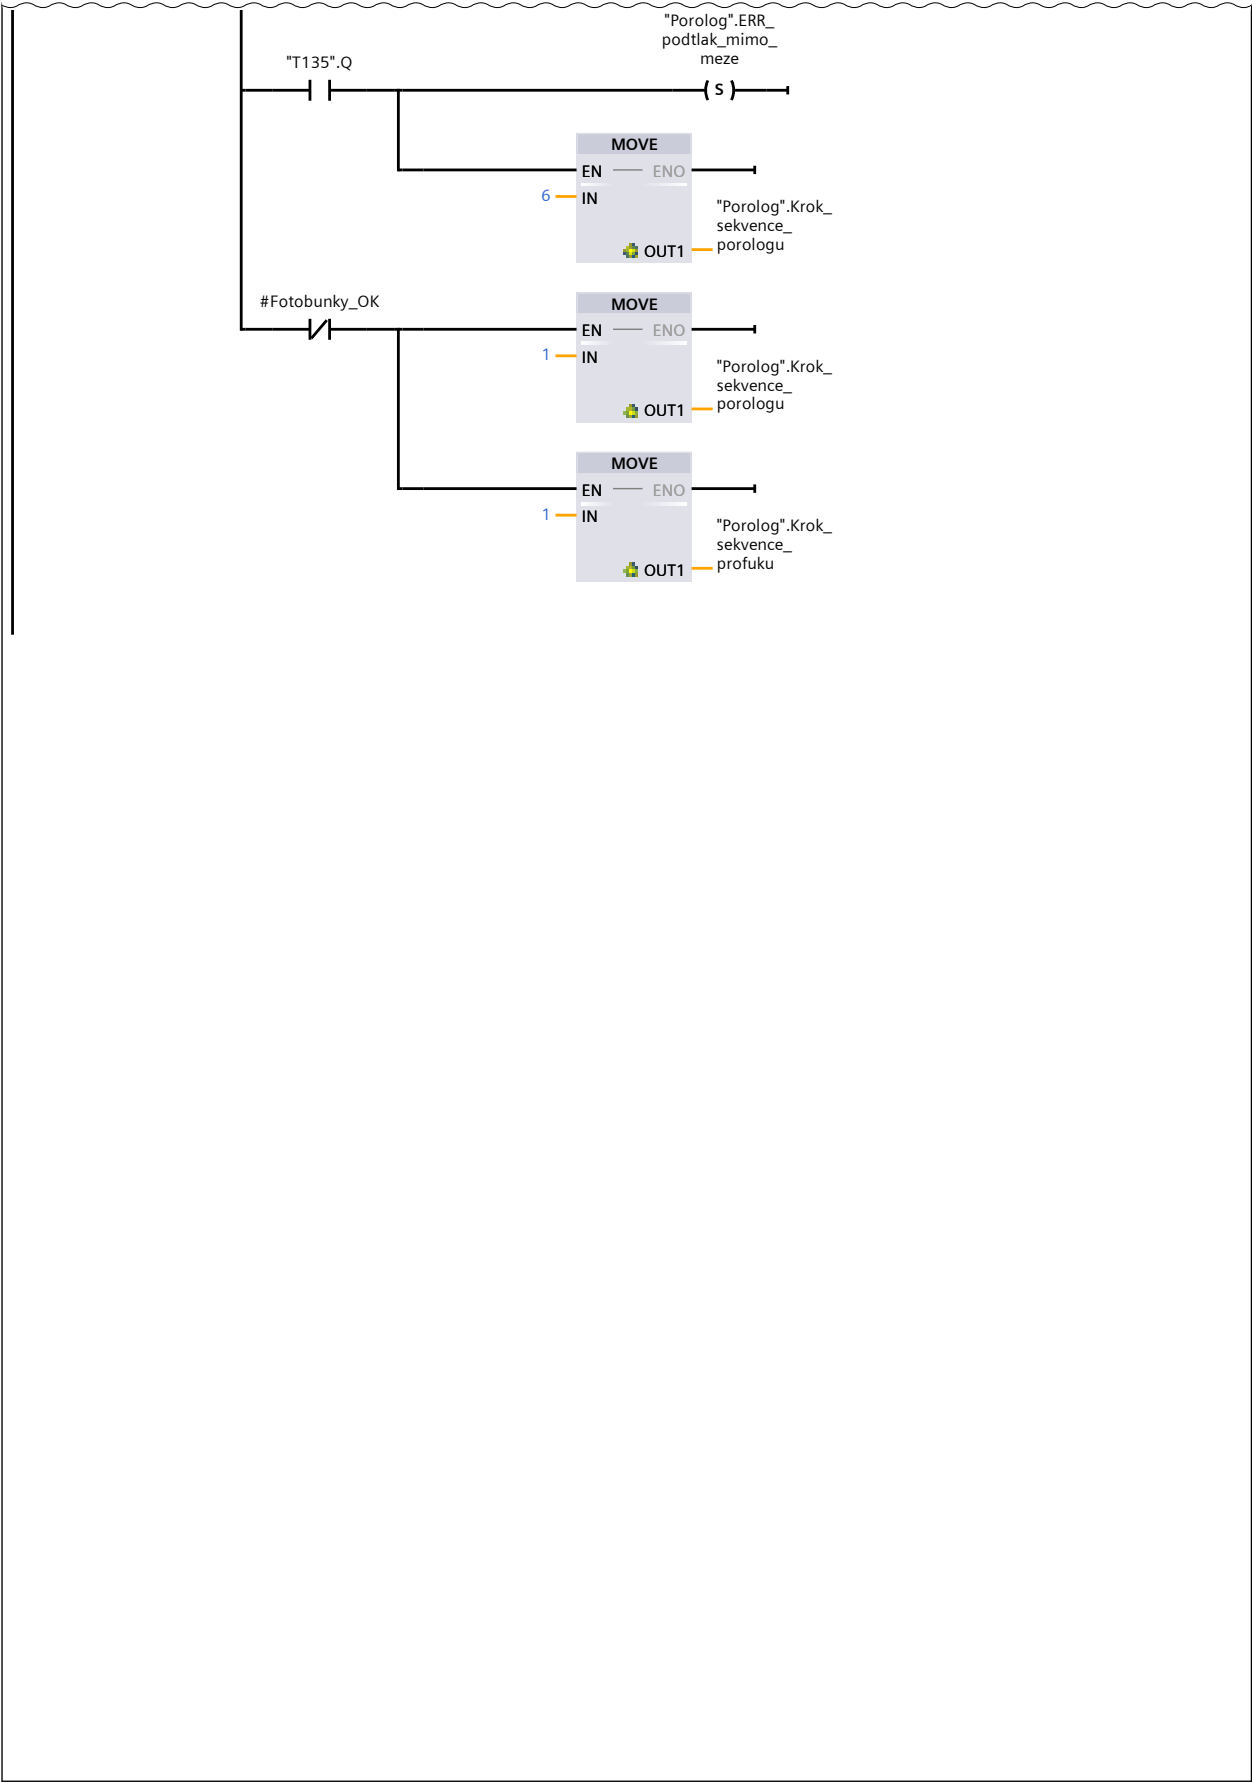 "Porolog".ERR_
podtlak_mimo_
meze
"T135".Q
S
MOVE
EN ENO
6 IN
"Porolog".Krok_
sekvence_
porologu
OUT1
#Fotobunky_OK
MOVE
EN ENO
1 IN
"Porolog".Krok_
sekvence_
porologu
OUT1
MOVE
EN ENO
1 IN
"Porolog".Krok_
sekvence_
profuku
OUT1